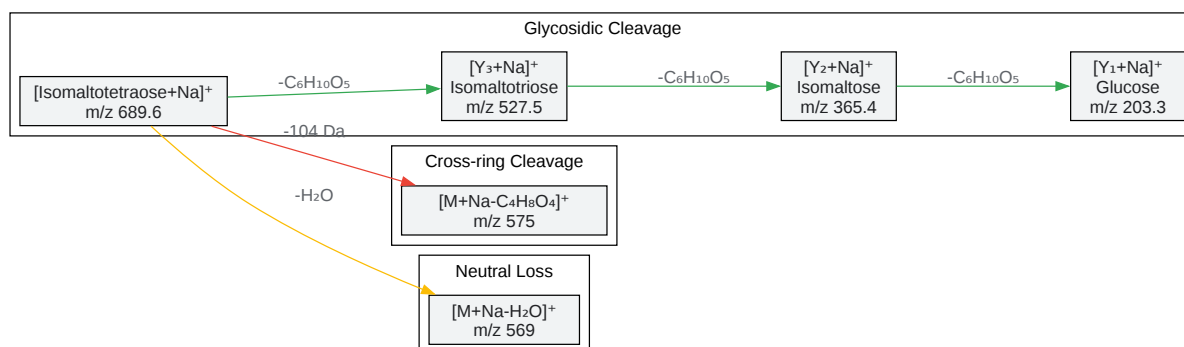 Glycosidic Cleavage
[Isomaltotetraose+Na]⁺
m/z 689.6
-C₆H₁₀O₅
[Y₃+Na]⁺
Isomaltotriose
m/z 527.5
-C₆H₁₀O₅
[Y₂+Na]⁺
Isomaltose
m/z 365.4
-C₆H₁₀O₅
[Y₁+Na]⁺
Glucose
m/z 203.3
-104 Da
Cross-ring Cleavage
[M+Na-C₄H₈O₄]⁺
m/z 575
-H₂O
Neutral Loss
[M+Na-H₂O]⁺
m/z 569